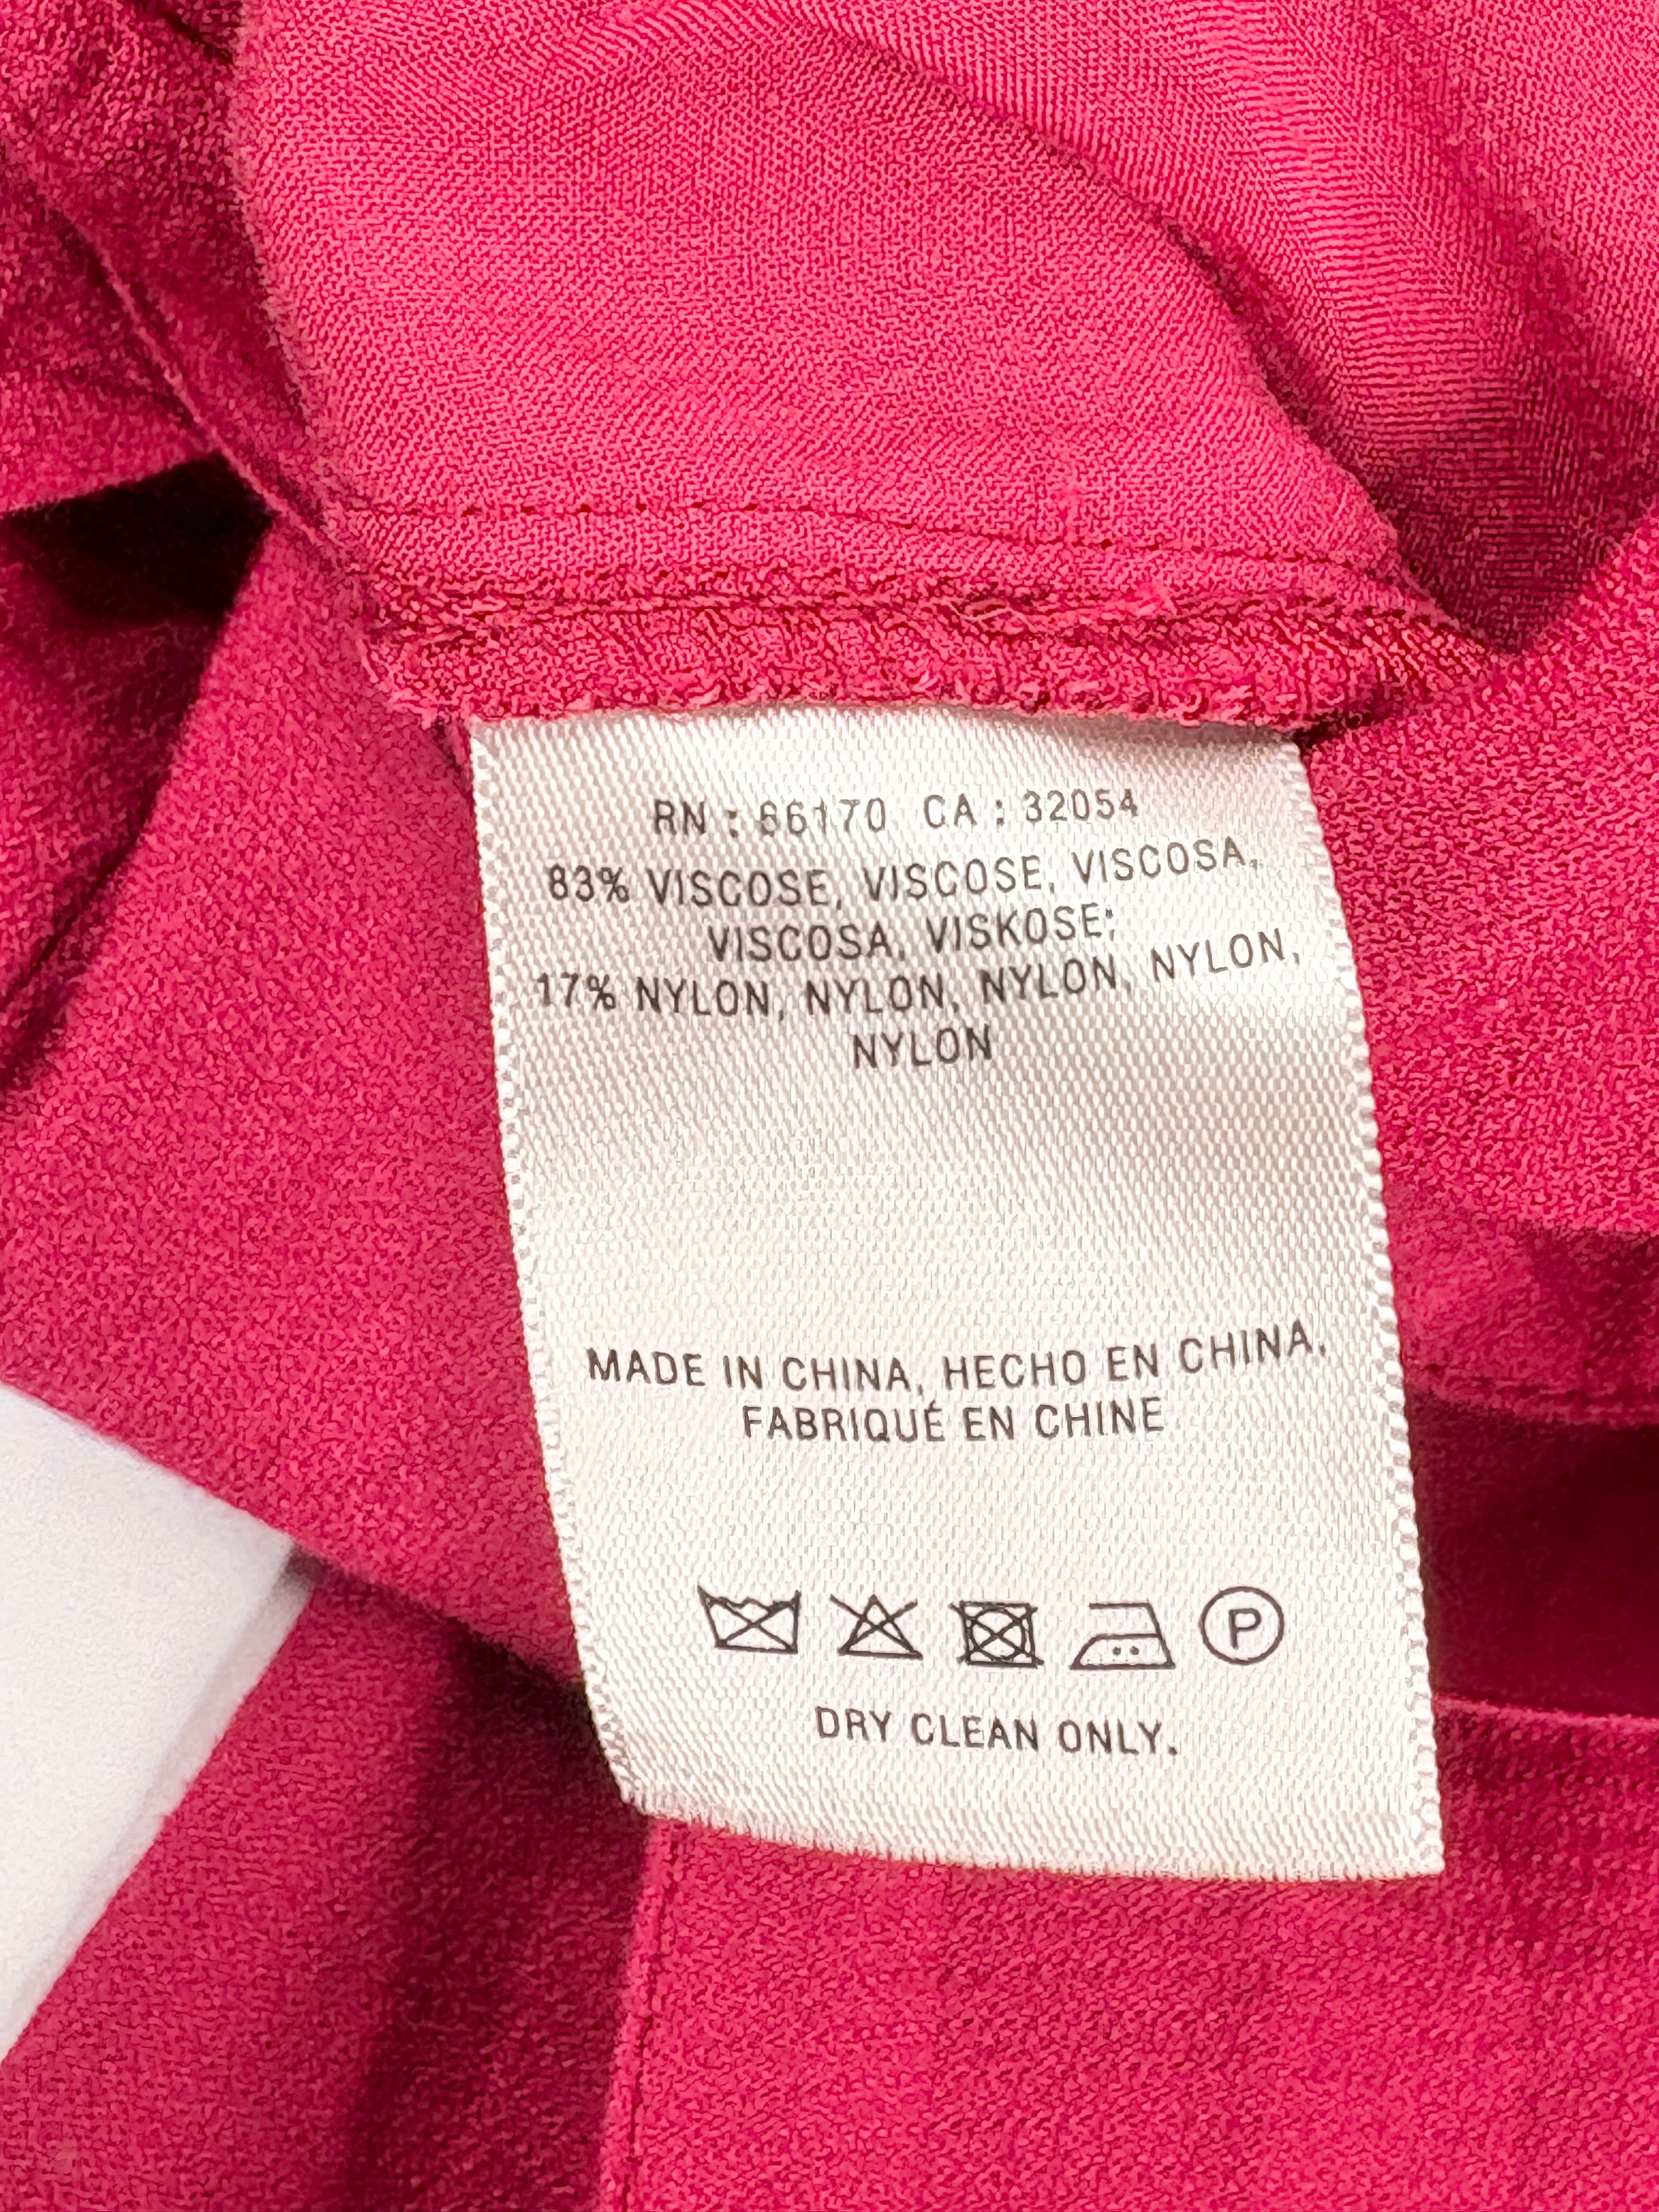 RN : 66170 CA : 32054
83% VISCOSE, VISCOSE, VISCOSA,
VISCOSA, VISKOSE;
17% NYLON, NYLON, NYLON, NYLON,
NYLON
MADE IN CHINA, HECHO EN CHINA,
FABRIQUÉ EN CHINE
P
DRY CLEAN ONLY.